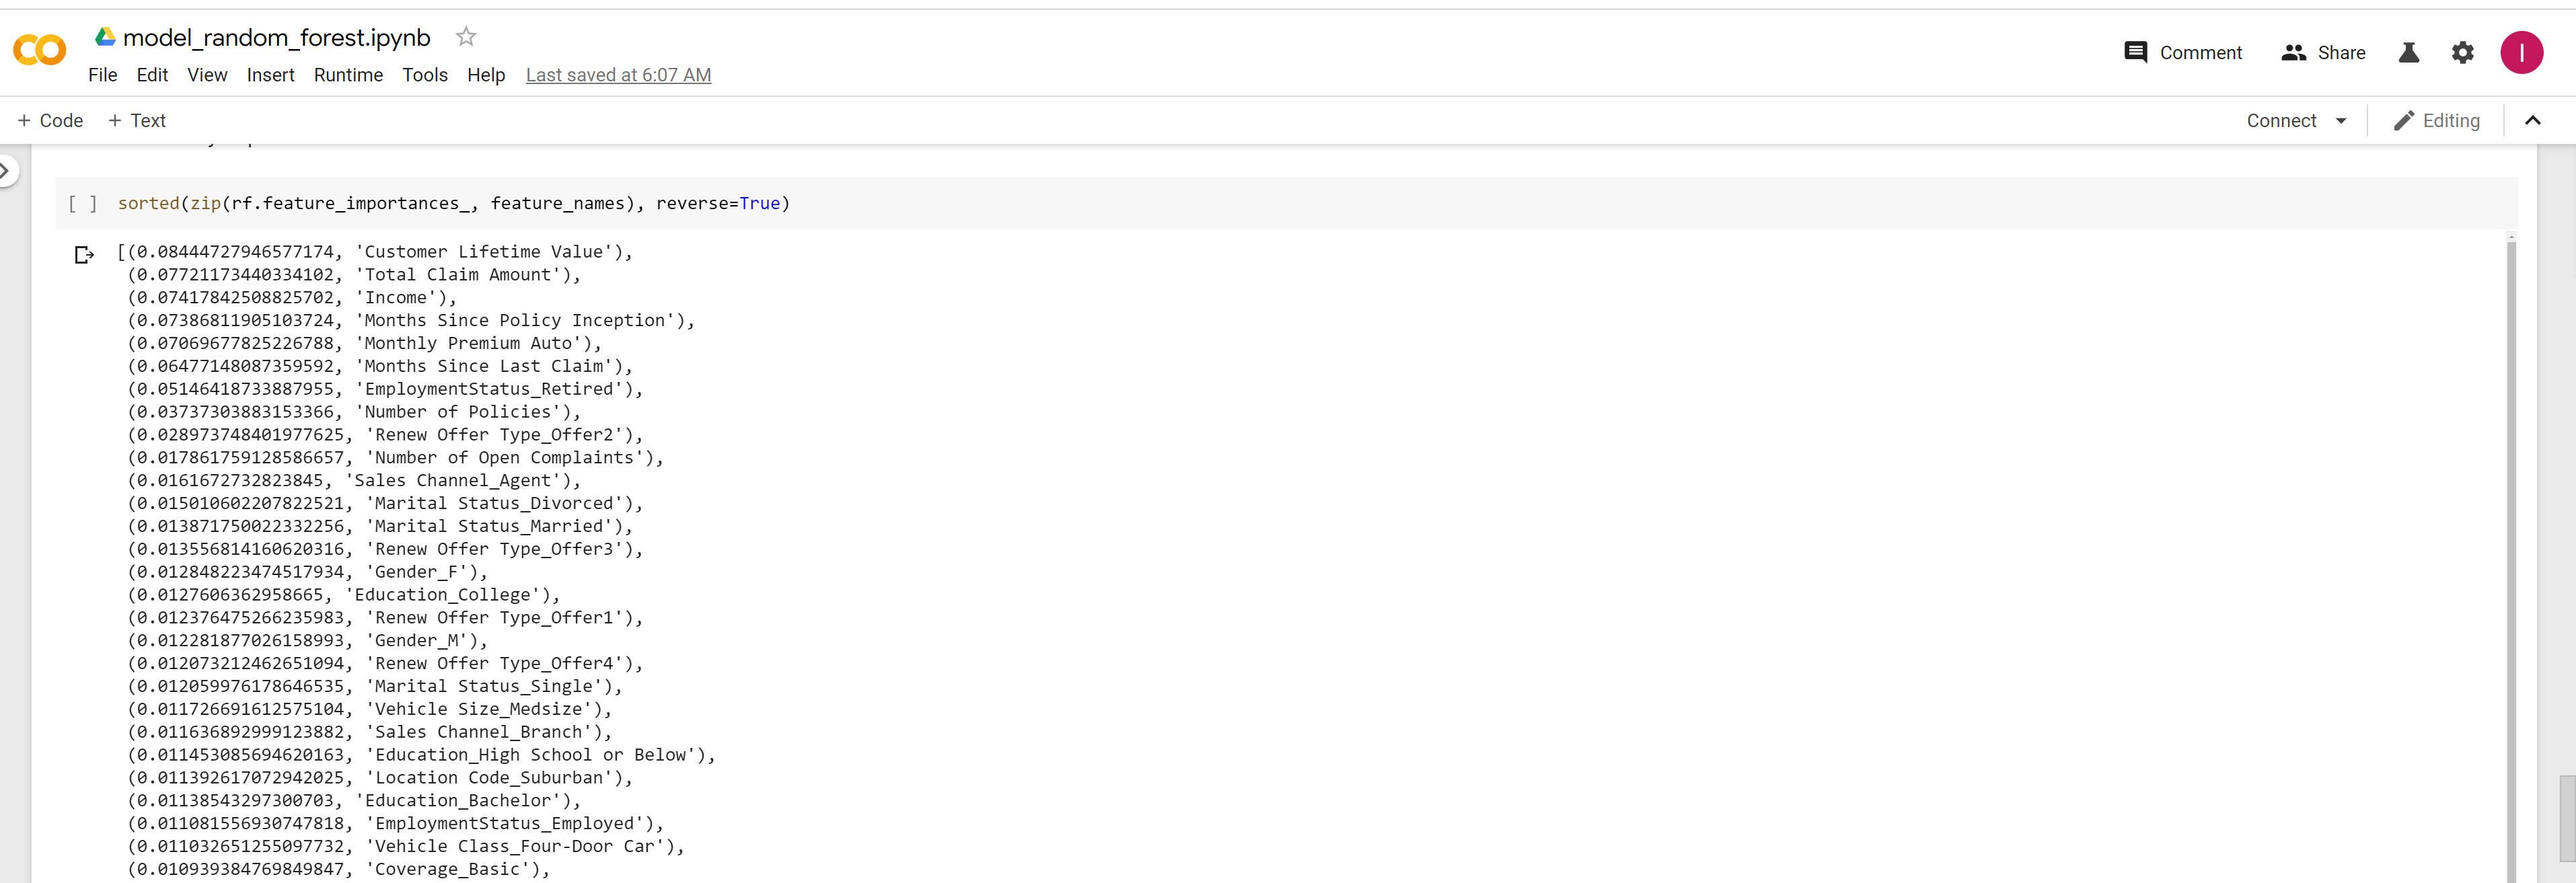 model_random_forest.ipynb
Comment
Share
I
File Edit View Insert Runtime Tools Help Last saved at 6:07 AM
+ Code + Text
Connect
Editing
[ ] sorted(zip(rf.feature_importances_, feature_names), reverse=True)
[(0.08444727946577174, 'Customer Lifetime Value'),
(0.07721173440334102, 'Total Claim Amount'),
(0.07417842508825702, 'Income'),
(0.07386811905103724, 'Months Since Policy Inception'),
(0.07069677825226788, 'Monthly Premium Auto'),
(0.06477148087359592, 'Months Since Last Claim'),
(0.05146418733887955, 'EmploymentStatus_Retired'),
(0.03737303883153366, 'Number of Policies'),
(0.028973748401977625, 'Renew Offer Type_Offer2'),
(0.017861759128586657, 'Number of Open Complaints'),
(0.0161672732823845, 'Sales Channel_Agent'),
(0.015010602207822521, 'Marital Status_Divorced'),
(0.013871750022332256, 'Marital Status_Married'),
(0.013556814160620316, 'Renew Offer Type_Offer3'),
(0.012848223474517934, 'Gender_F'),
(0.0127606362958665, 'Education_College'),
(0.012376475266235983, 'Renew Offer Type_Offer1'),
(0.012281877026158993, 'Gender_M'),
(0.012073212462651094, 'Renew Offer Type_Offer4'),
(0.012059976178646535, 'Marital Status_Single'),
(0.011726691612575104, 'Vehicle Size_Medsize'),
(0.011636892999123882, 'Sales Channel_Branch'),
(0.011453085694620163, 'Education_High School or Below'),
(0.011392617072942025, 'Location Code_Suburban'),
(0.01138543297300703, 'Education_Bachelor'),
(0.011081556930747818, 'EmploymentStatus_Employed'),
(0.011032651255097732, 'Vehicle Class_Four-Door Car'),
(0.010939384769849847, 'Coverage_Basic'),